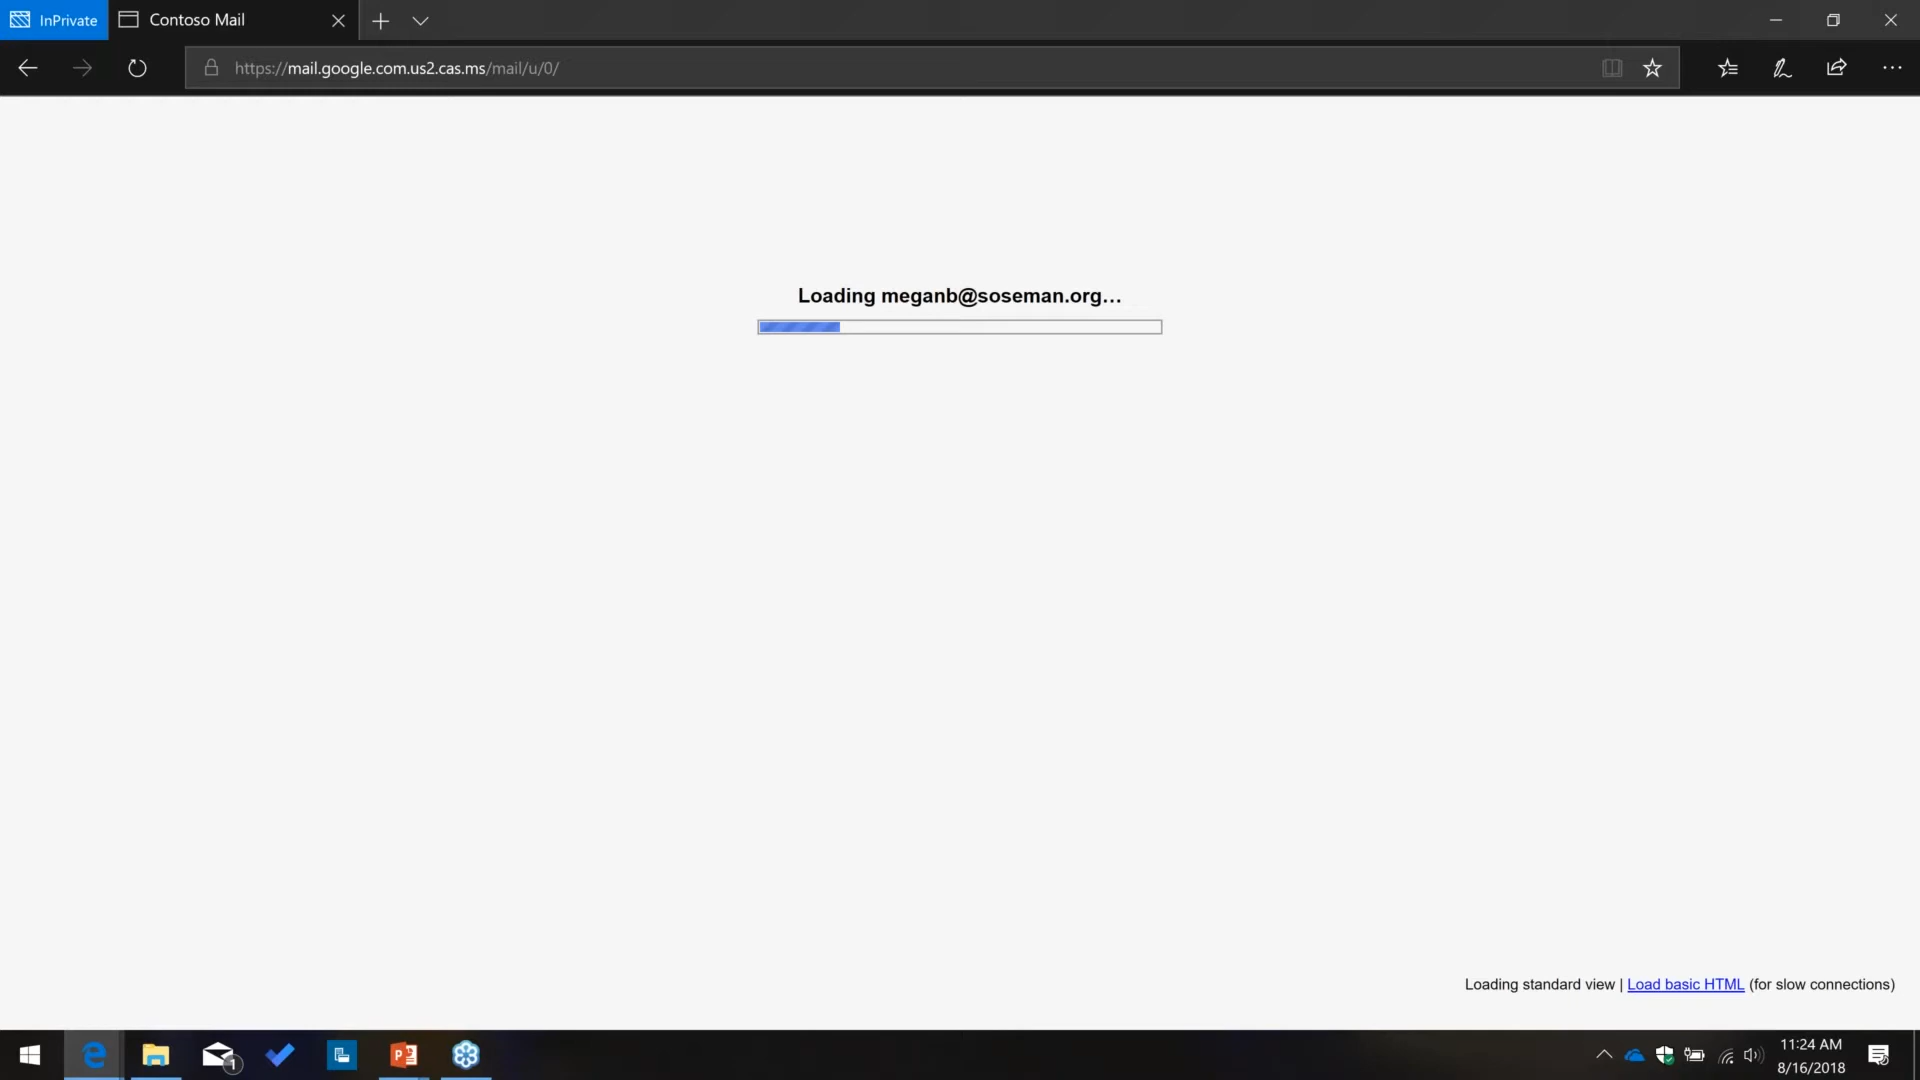 InPrivate
Contoso Mail
https://mail.google.com.us2.cas.ms/mail/u/0/
Loading meganb@soseman.org...
Loading standard view | Load basic HTML (for slow connections)
1
11:24 AM
8/16/2018